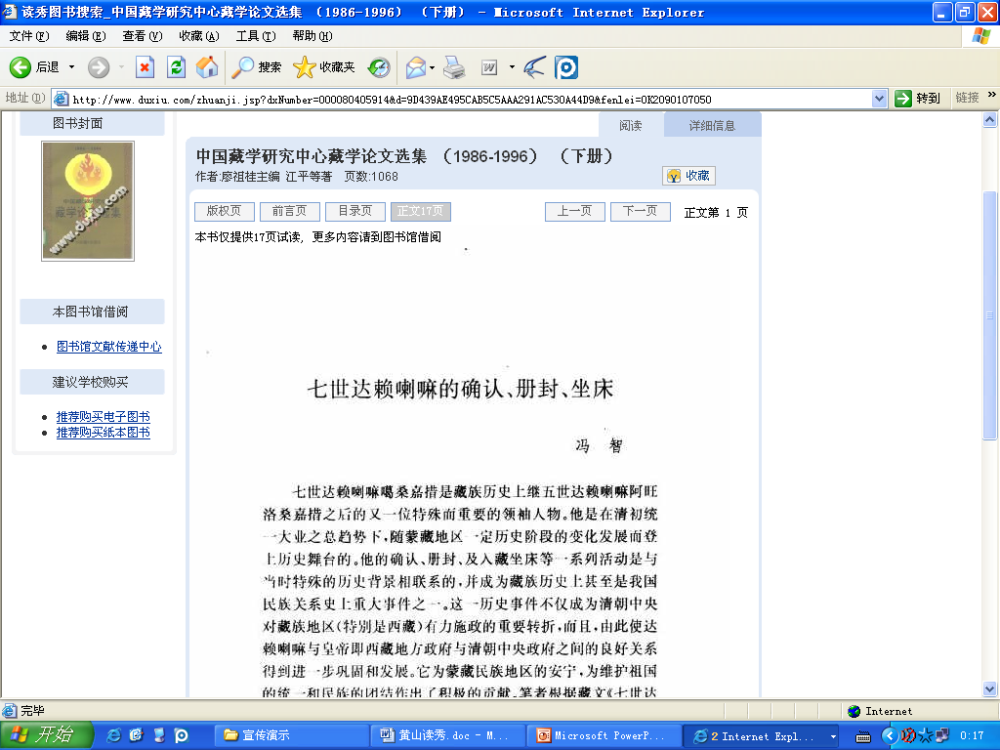 读秀图书搜索_中国藏学研究中心藏学论文选集 （1986-1996） （下册） - Microsoft Internet Explorer
文件(F) 编辑(E) 查看(V) 收藏(A) 工具(T) 帮助(H)
后退 搜索 收藏夹
地址(D) http://www.duxiu.com/zhuanji.jsp?dxNumber=000080405914&d=9D439AE495CAB5C5AAA291AC530A44D9&fenlei=0K2090107050 转到 链接 »
图书封面
藏学论文选集
www.duxiu.com
本图书馆借阅
图书馆文献传递中心
建议学校购买
推荐购买电子图书
推荐购买纸本图书
阅读 详细信息
中国藏学研究中心藏学论文选集 （1986-1996） （下册）
作者:廖祖桂主编 江平等著 页数:1068
收藏
版权页 前言页 目录页 正文17页 上一页 下一页 正文第 1 页
本书仅提供17页试读，更多内容请到图书馆借阅
七世达赖喇嘛的确认、册封、坐床
冯 智
七世达赖喇嘛噶桑嘉措是藏族历史上继五世达赖喇嘛阿旺
洛桑嘉措之后的又一位特殊而重要的领袖人物。他是在清初统
一大业之总趋势下，随蒙藏地区一定历史阶段的变化发展而登
上历史舞台的。他的确认、册封、及入藏坐床等一系列活动是与
当时特殊的历史背景相联系的，并成为藏族历史上甚至是我国
民族关系史上重大事件之一。这一历史事件不仅成为清朝中央
对藏族地区(特别是西藏)有力施政的重要转折，而且，由此使达
赖喇嘛与皇帝即西藏地方政府与清朝中央政府之间的良好关系
得到进一步巩固和发展。它为蒙藏民族地区的安宁，为维护祖国
的统一和民族的团结作出了积极的贡献。笔者根据藏文《七世达
完毕 Internet
开始 宣传演示 黄山读秀.doc - M... Microsoft PowerP... 2 Internet Expl... 0:17